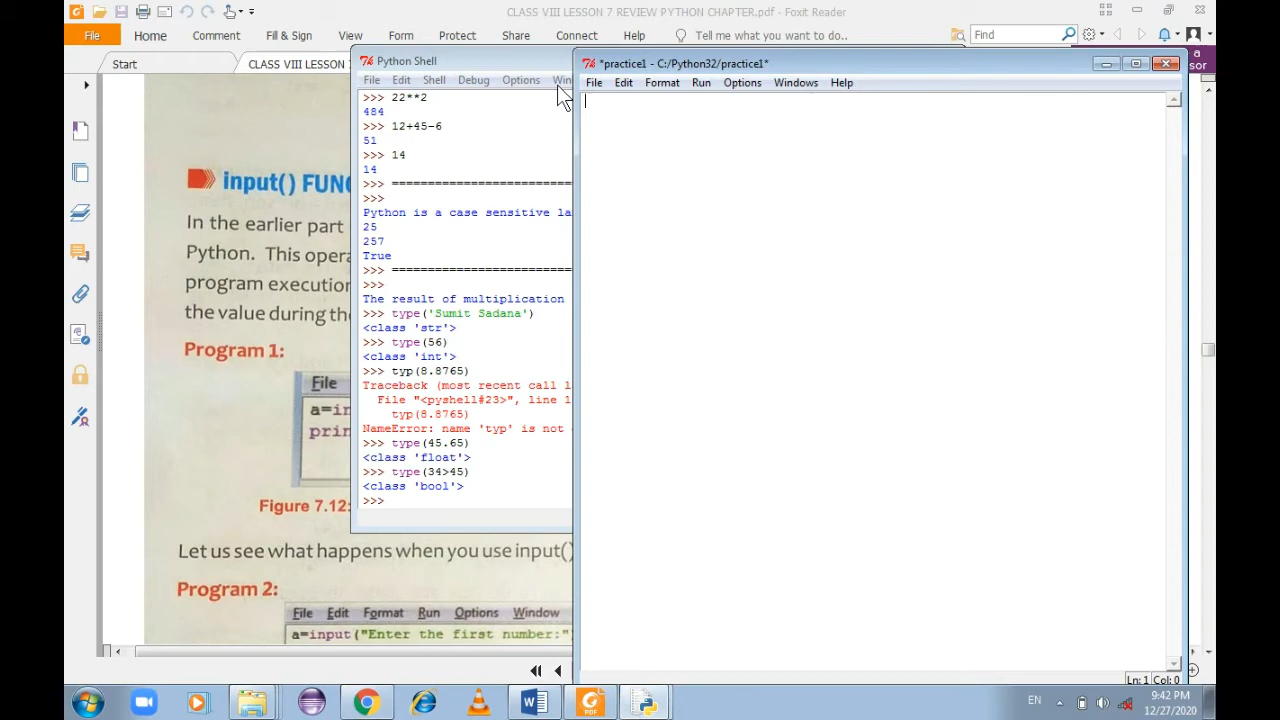 CLASS VIII LESSON 7 REVIEW PYTHON CHAPTER.pdf - Foxit Reader
File Home Comment Fill & Sign View Form Protect Share Connect Help Tell me what you want to do.. Find
Start
CLASS VIII LESSON
a
sor
input() FUNC
In the earlier part
Python. This opera
program execution
the value during the
Program 1:
File
a=in
prin
Figure 7.12:
Let us see what happens when you use input()
Program 2:
File Edit Format Run Options Window
a=input("Enter the first number:"
Python Shell
File Edit Shell Debug Options Win
>>> 22**2
484
>>> 12+45-6
51
>>> 14
14
>>> =========================
>>>
Python is a case sensitive la
25
257
True
>>> =========================
>>>
The result of multiplication
>>> type('Sumit Sadana')
<class 'str'>
>>> type(56)
<class 'int'>
>>> typ(8.8765)
Traceback (most recent call l
File "<pyshell#23>", line 1
typ(8.8765)
NameError: name 'typ' is not
>>> type(45.65)
<class 'float'>
>>> type(34>45)
<class 'bool'>
>>>
*practice1 - C:/Python32/practice1*
File Edit Format Run Options Windows Help
Ln: 1 Col: 0
EN
9:42 PM
12/27/2020